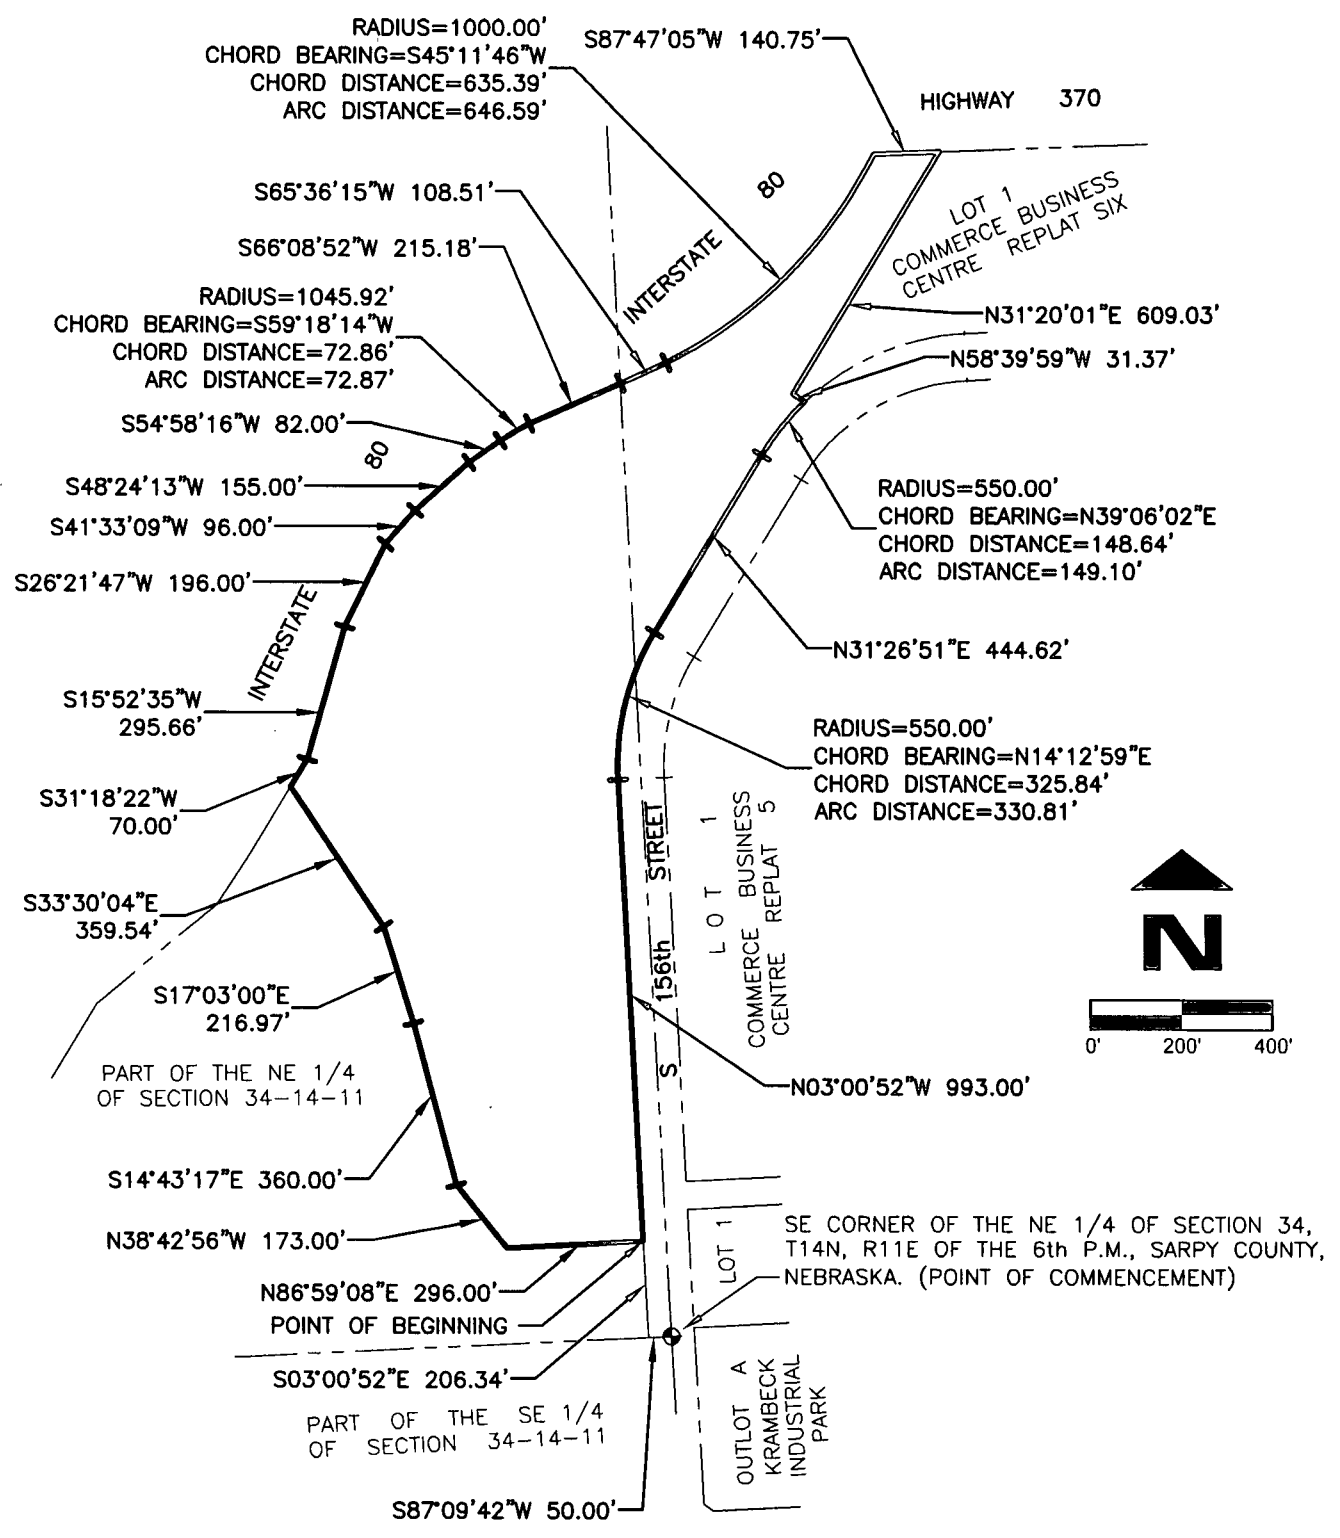 RADIUS=1000.00'
CHORD BEARING=S45°11'46"W
CHORD DISTANCE=635.39'
ARC DISTANCE=646.59'
S87°47'05"W 140.75'
HIGHWAY 370
S65°36'15"W 108.51'
80
LOT 1
COMMERCE BUSINESS
CENTRE REPLAT SIX
S66°08'52"W 215.18'
INTERSTATE
RADIUS=1045.92'
CHORD BEARING=S59°18'14"W
CHORD DISTANCE=72.86'
ARC DISTANCE=72.87'
N31°20'01"E 609.03'
N58°39'59"W 31.37'
S54°58'16"W 82.00'
80
S48°24'13"W 155.00'
S41°33'09"W 96.00'
S26°21'47"W 196.00'
INTERSTATE
RADIUS=550.00'
CHORD BEARING=N39°06'02"E
CHORD DISTANCE=148.64'
ARC DISTANCE=149.10'
N31°26'51"E 444.62'
S15°52'35"W
295.66'
RADIUS=550.00'
CHORD BEARING=N14°12'59"E
CHORD DISTANCE=325.84'
ARC DISTANCE=330.81'
S31°18'22"W
70.00'
S 156th STREET
LOT 1
COMMERCE BUSINESS
CENTRE REPLAT 5
S33°30'04"E
359.54'
N
0' 200' 400'
S17°03'00"E
216.97'
PART OF THE NE 1/4
OF SECTION 34-14-11
N03°00'52"W 993.00'
S14°43'17"E 360.00'
N38°42'56"W 173.00'
LOT 1
SE CORNER OF THE NE 1/4 OF SECTION 34,
T14N, R11E OF THE 6th P.M., SARPY COUNTY,
NEBRASKA. (POINT OF COMMENCEMENT)
N86°59'08"E 296.00'
POINT OF BEGINNING
S03°00'52"E 206.34'
PART OF THE SE 1/4
OF SECTION 34-14-11
OUTLOT A
KRAMBECK
INDUSTRIAL
PARK
S87°09'42"W 50.00'